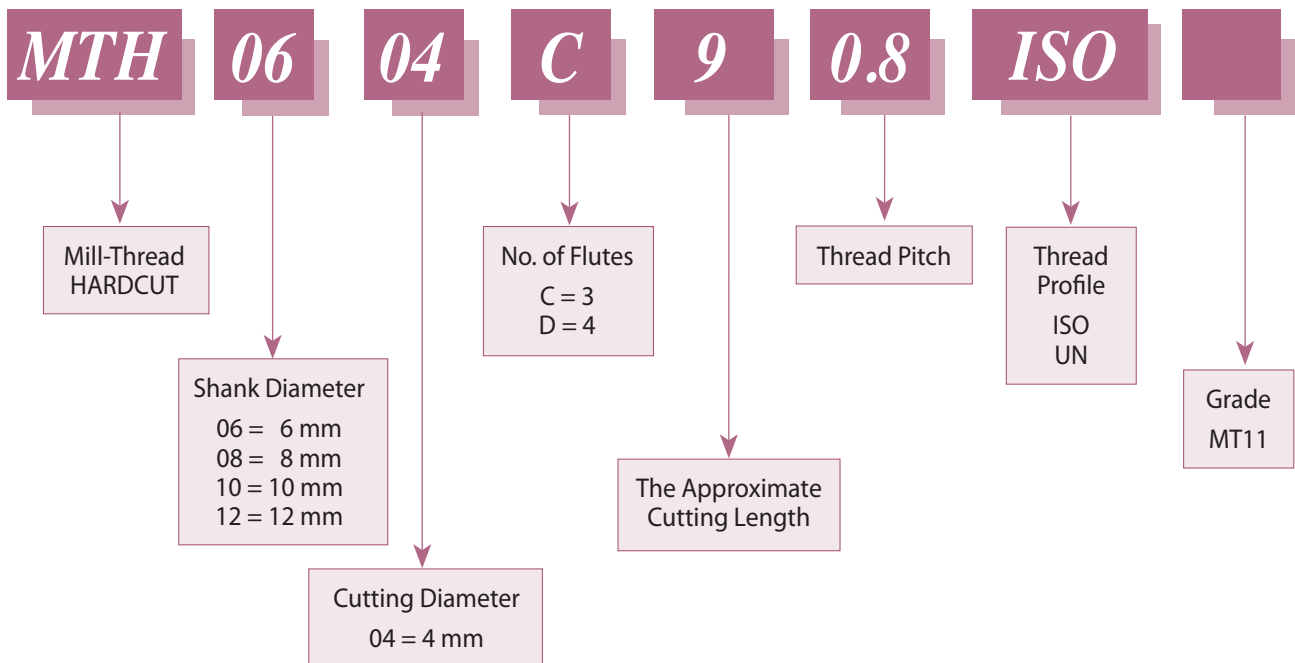 MTH 06 04 C 9 0.8 ISO
Mill-Thread
HARDCUT
Shank Diameter
06 = 6 mm
08 = 8 mm
10 = 10 mm
12 = 12 mm
Cutting Diameter
04 = 4 mm
No. of Flutes
C = 3
D = 4
The Approximate
Cutting Length
Thread Pitch
Thread
Profile
ISO
UN
Grade
MT11